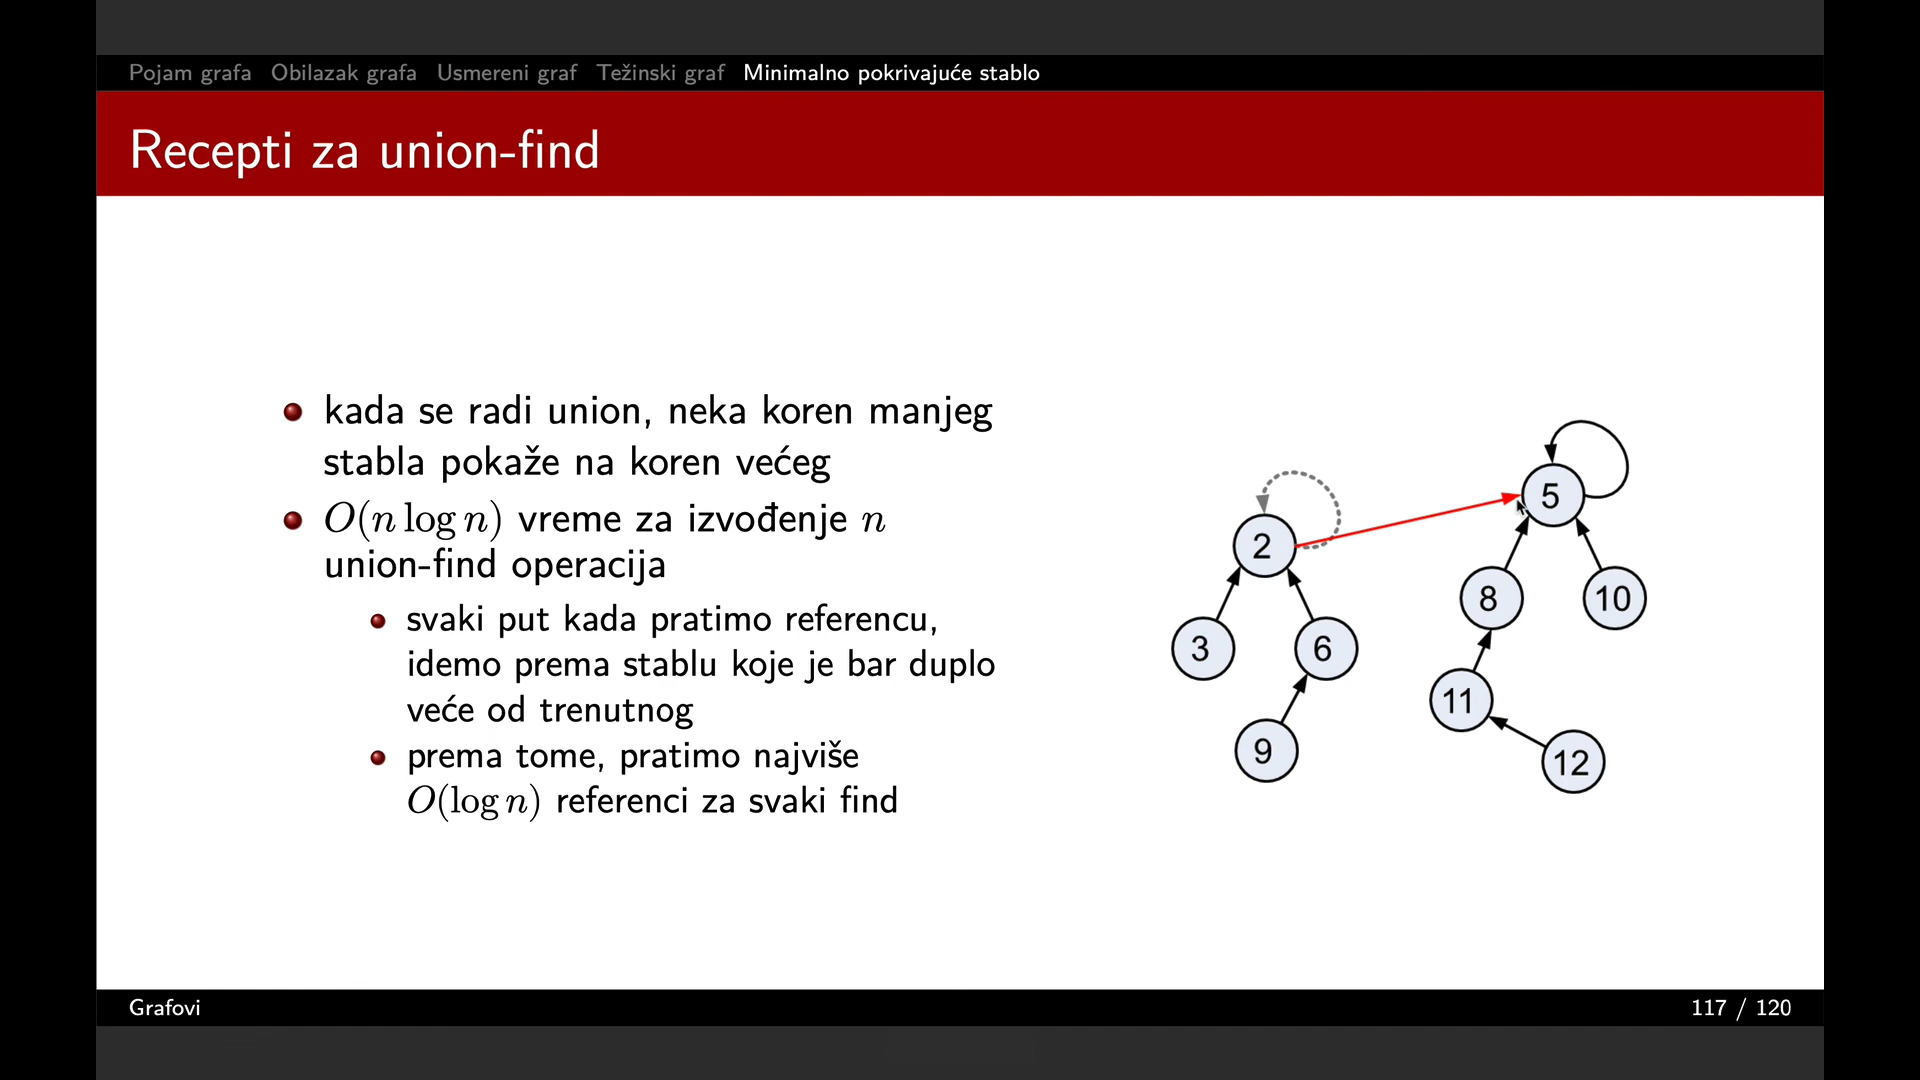 Pojam grafa Obilazak grafa Usmereni graf Težinski graf Minimalno pokrivajuće stablo
Recepti za union-find
kada se radi union, neka koren manjeg
stabla pokaže na koren većeg
O(n log n) vreme za izvođenje n
union-find operacija
svaki put kada pratimo referencu,
idemo prema stablu koje je bar duplo
veće od trenutnog
prema tome, pratimo najviše
O(log n) referenci za svaki find
5
2
8
10
3
6
11
9
12
Grafovi
117 / 120